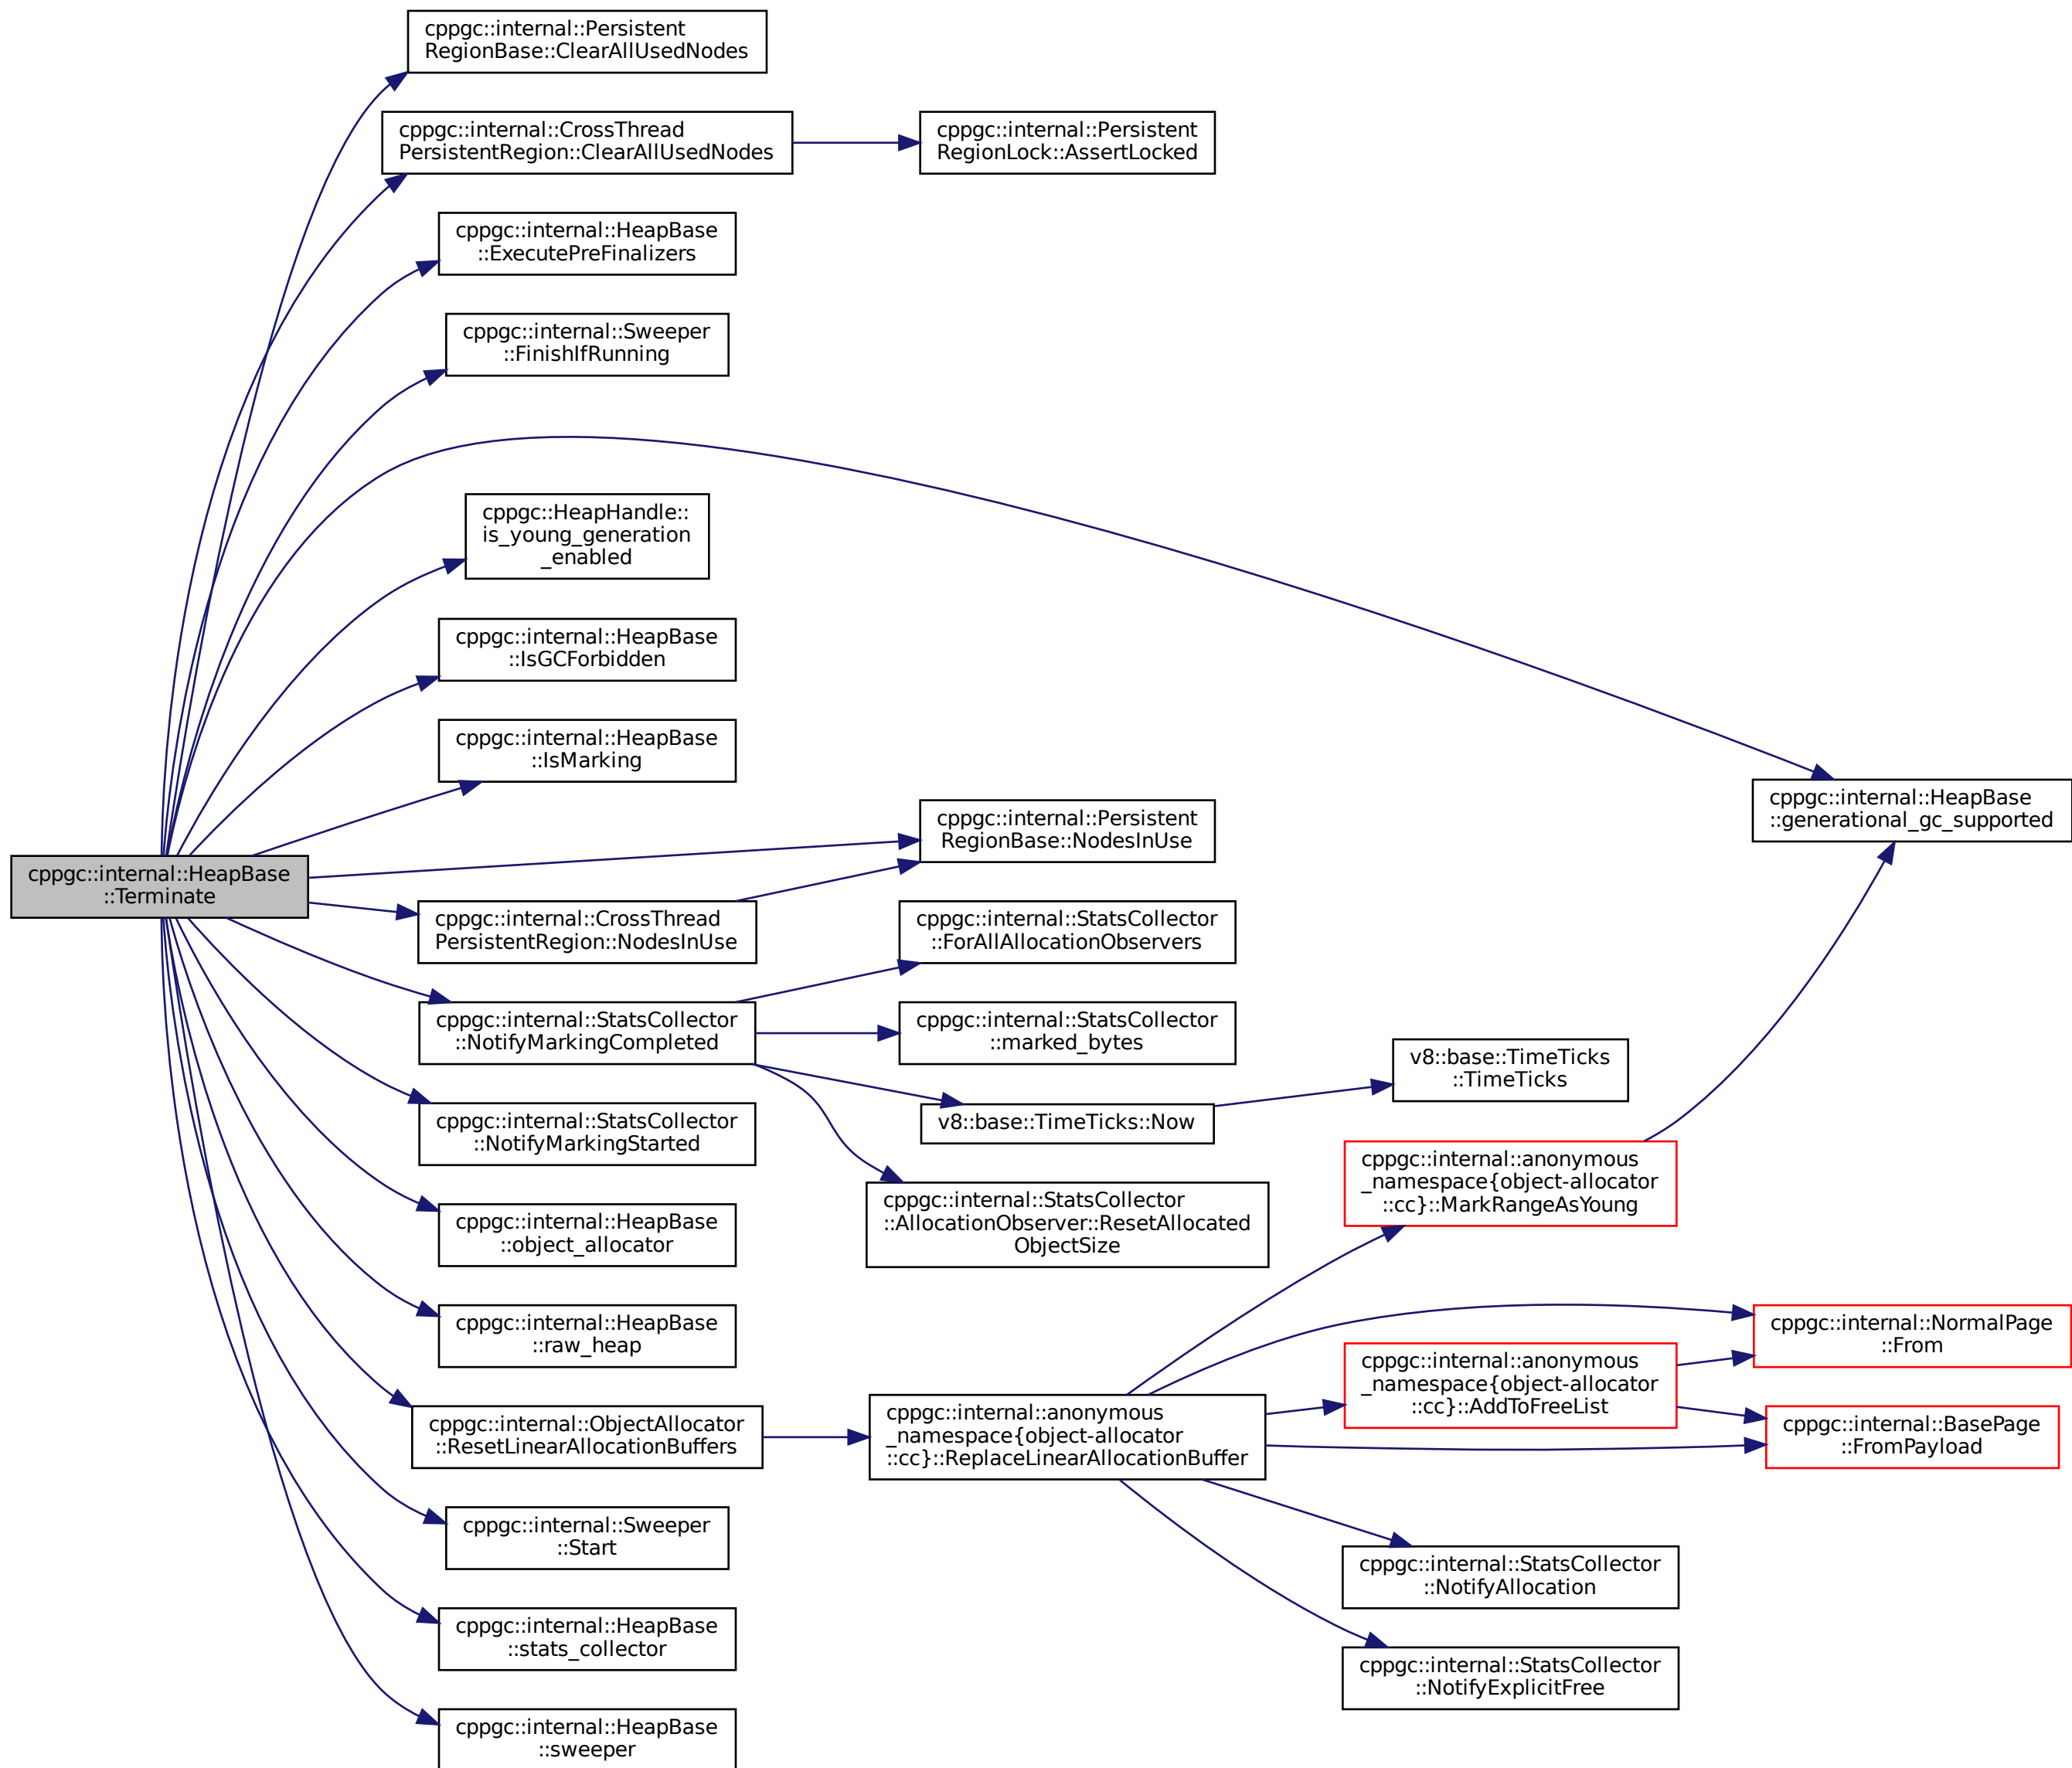 cppgc::internal::Persistent
RegionBase::ClearAllUsedNodes
cppgc::internal::CrossThread
PersistentRegion::ClearAllUsedNodes
cppgc::internal::Persistent
RegionLock::AssertLocked
cppgc::internal::HeapBase
::ExecutePreFinalizers
cppgc::internal::Sweeper
::FinishIfRunning
cppgc::HeapHandle::
is_young_generation
_enabled
cppgc::internal::HeapBase
::IsGCForbidden
cppgc::internal::HeapBase
::IsMarking
cppgc::internal::HeapBase
::generational_gc_supported
cppgc::internal::Persistent
RegionBase::NodesInUse
cppgc::internal::HeapBase
::Terminate
cppgc::internal::CrossThread
PersistentRegion::NodesInUse
cppgc::internal::StatsCollector
::ForAllAllocationObservers
cppgc::internal::StatsCollector
::NotifyMarkingCompleted
cppgc::internal::StatsCollector
::marked_bytes
v8::base::TimeTicks
::TimeTicks
v8::base::TimeTicks::Now
cppgc::internal::StatsCollector
::NotifyMarkingStarted
cppgc::internal::anonymous
_namespace{object-allocator
::cc}::MarkRangeAsYoung
cppgc::internal::StatsCollector
::AllocationObserver::ResetAllocated
ObjectSize
cppgc::internal::HeapBase
::object_allocator
cppgc::internal::HeapBase
::raw_heap
cppgc::internal::NormalPage
::From
cppgc::internal::anonymous
_namespace{object-allocator
::cc}::AddToFreeList
cppgc::internal::ObjectAllocator
::ResetLinearAllocationBuffers
cppgc::internal::anonymous
_namespace{object-allocator
::cc}::ReplaceLinearAllocationBuffer
cppgc::internal::BasePage
::FromPayload
cppgc::internal::Sweeper
::Start
cppgc::internal::StatsCollector
::NotifyAllocation
cppgc::internal::HeapBase
::stats_collector
cppgc::internal::StatsCollector
::NotifyExplicitFree
cppgc::internal::HeapBase
::sweeper